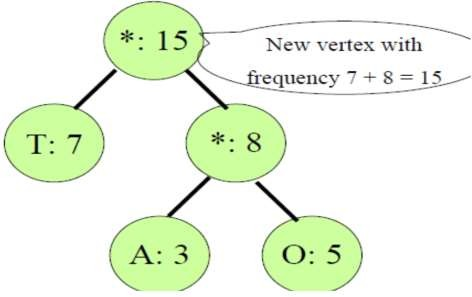 *: 15
New vertex with
frequency 7 + 8 = 15
T: 7
*: 8
A: 3
O: 5